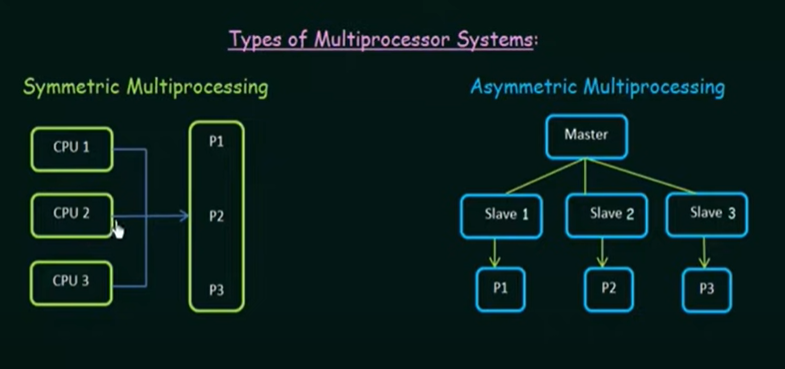 Types of Multiprocessor Systems:
Symmetric Multiprocessing
CPU 1
CPU 2
CPU 3
P1
P2
P3
Asymmetric Multiprocessing
Master
Slave 1
Slave 2
Slave 3
P1
P2
P3